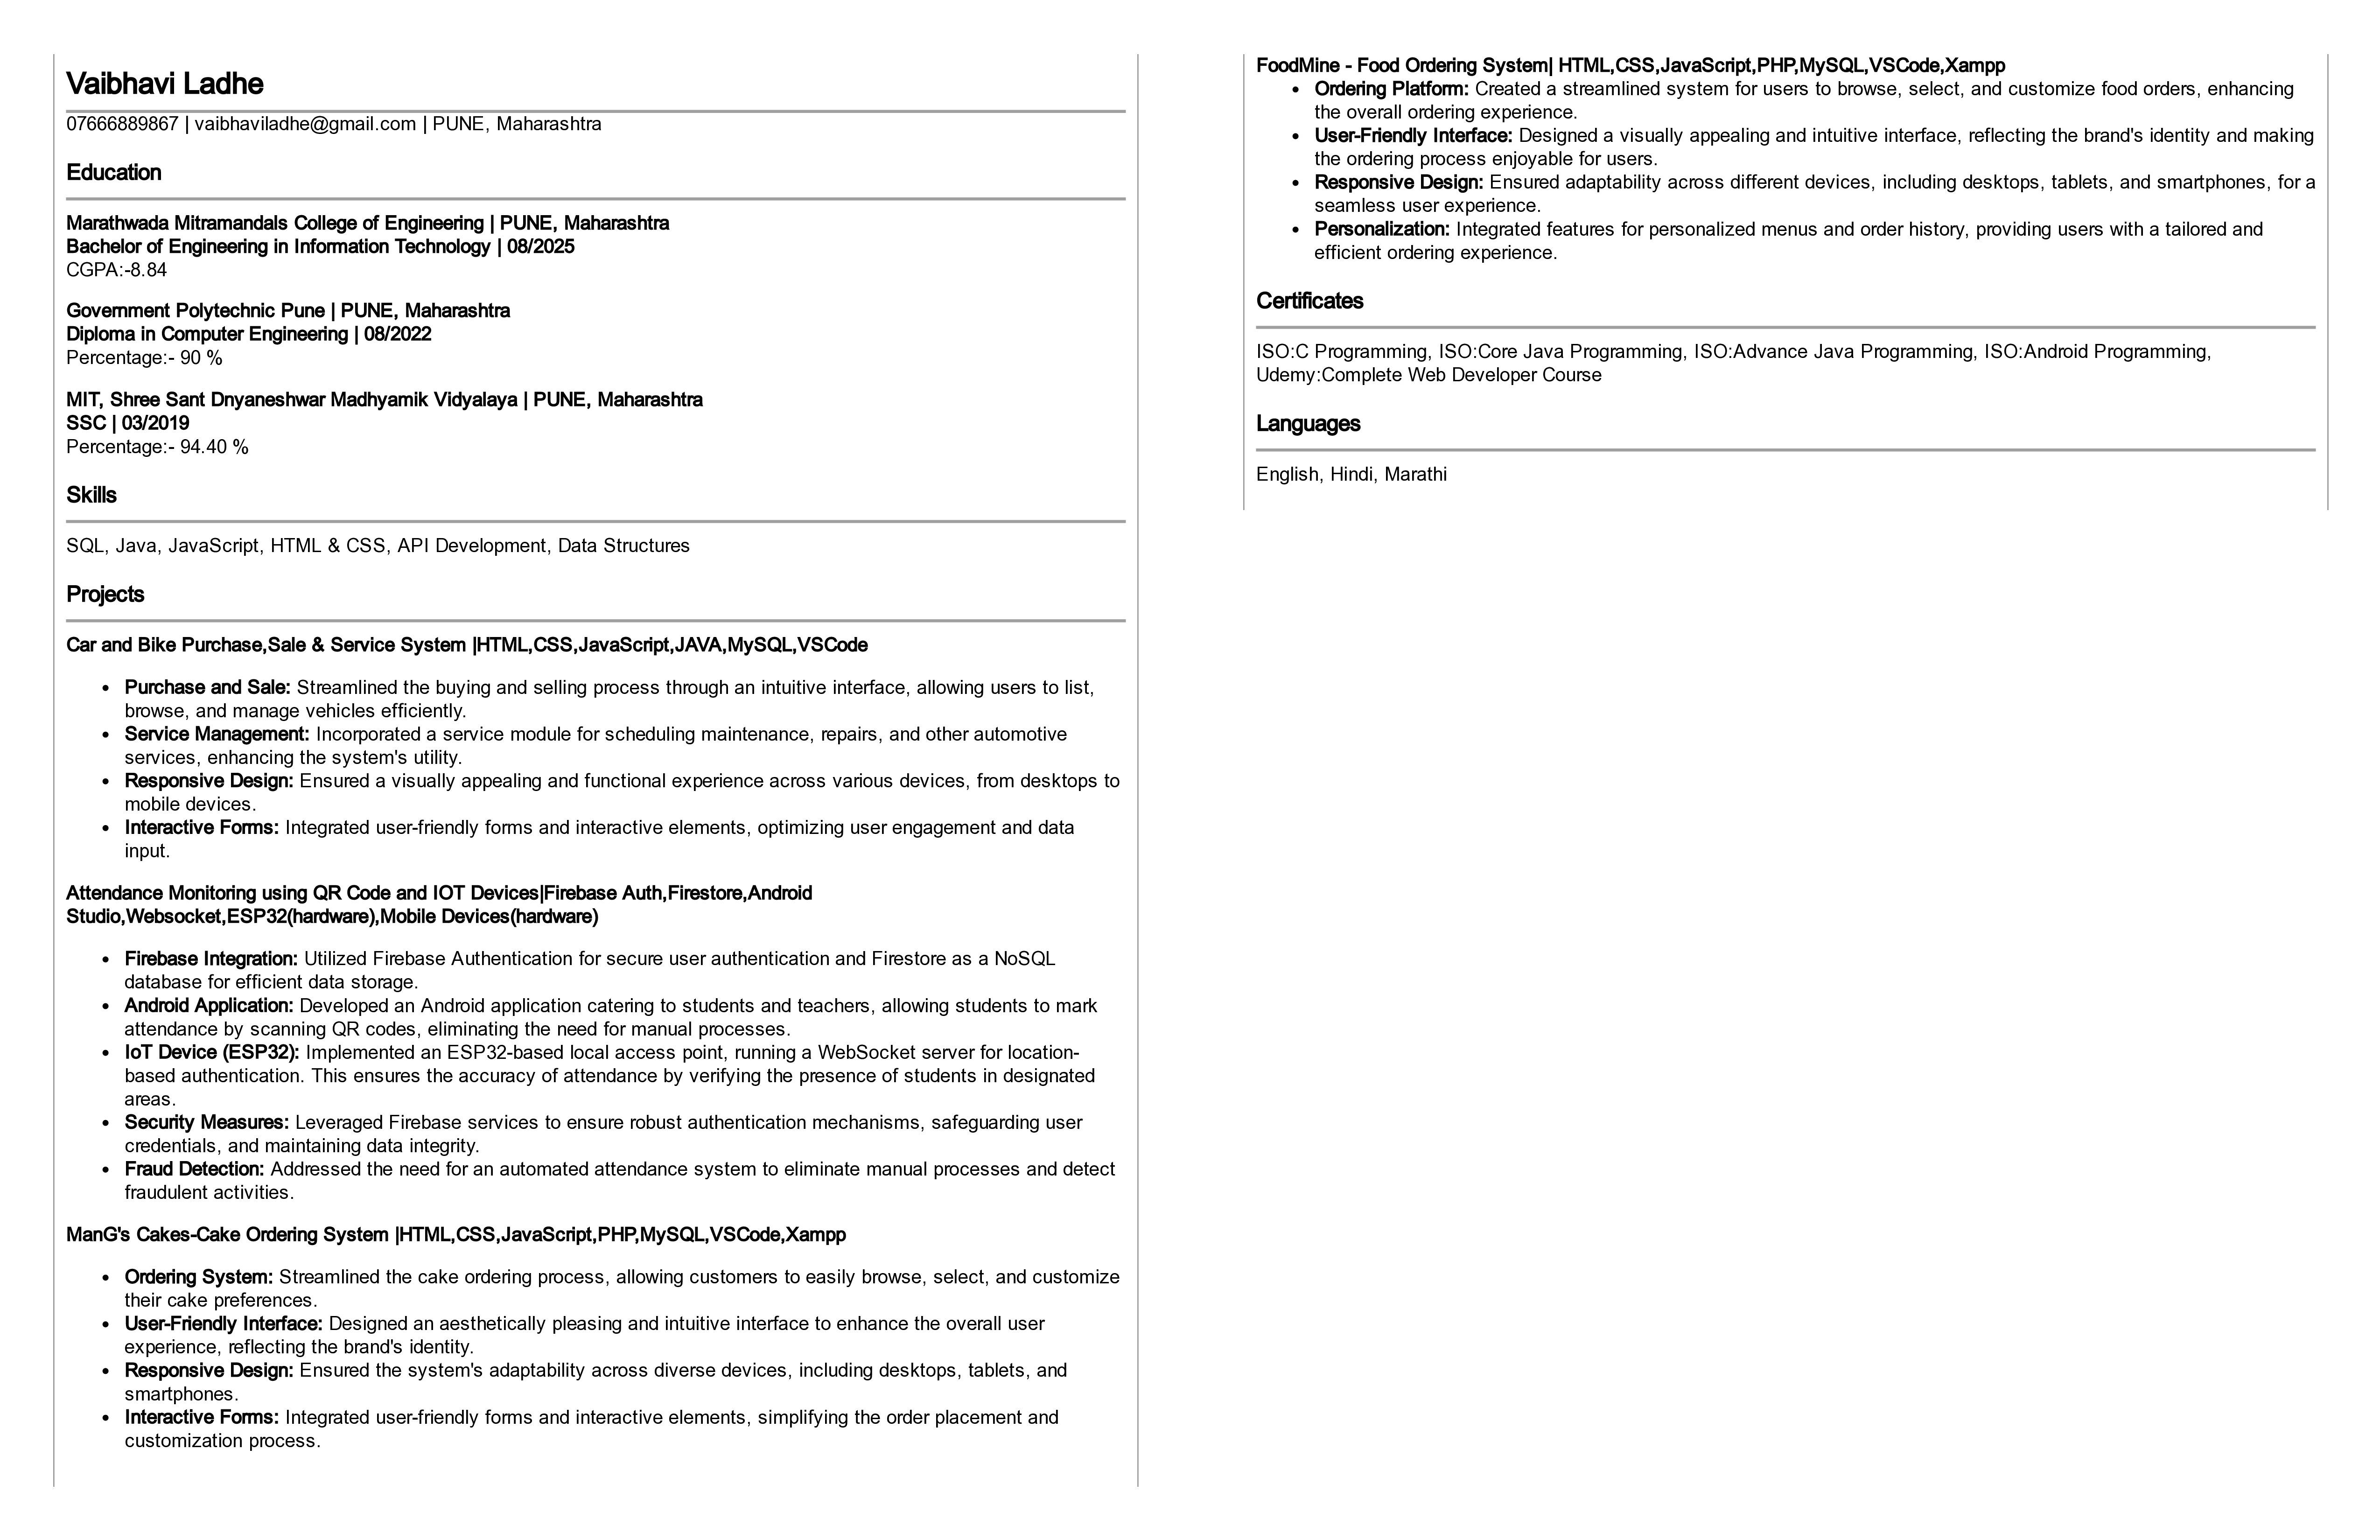 Vaibhavi Ladhe
07666889867 | vaibhaviladhe@gmail.com | PUNE, Maharashtra
Education
Marathwada Mitramandals College of Engineering | PUNE, Maharashtra
Bachelor of Engineering in Information Technology | 08/2025
CGPA:-8.84
Government Polytechnic Pune | PUNE, Maharashtra
Diploma in Computer Engineering | 08/2022
Percentage:- 90 %
MIT, Shree Sant Dnyaneshwar Madhyamik Vidyalaya | PUNE, Maharashtra
SSC | 03/2019
Percentage:- 94.40 %
Skills
SQL, Java, JavaScript, HTML & CSS, API Development, Data Structures
Projects
Car and Bike Purchase,Sale & Service System |HTML,CSS,JavaScript,JAVA,MySQL,VSCode
• Purchase and Sale: Streamlined the buying and selling process through an intuitive interface, allowing users to list,
browse, and manage vehicles efficiently.
• Service Management: Incorporated a service module for scheduling maintenance, repairs, and other automotive
services, enhancing the system's utility.
• Responsive Design: Ensured a visually appealing and functional experience across various devices, from desktops to
mobile devices.
• Interactive Forms: Integrated user-friendly forms and interactive elements, optimizing user engagement and data
input.
Attendance Monitoring using QR Code and IOT Devices|Firebase Auth,Firestore,Android
Studio,Websocket,ESP32(hardware),Mobile Devices(hardware)
• Firebase Integration: Utilized Firebase Authentication for secure user authentication and Firestore as a NoSQL
database for efficient data storage.
• Android Application: Developed an Android application catering to students and teachers, allowing students to mark
attendance by scanning QR codes, eliminating the need for manual processes.
• IoT Device (ESP32): Implemented an ESP32-based local access point, running a WebSocket server for location-
based authentication. This ensures the accuracy of attendance by verifying the presence of students in designated
areas.
• Security Measures: Leveraged Firebase services to ensure robust authentication mechanisms, safeguarding user
credentials, and maintaining data integrity.
• Fraud Detection: Addressed the need for an automated attendance system to eliminate manual processes and detect
fraudulent activities.
ManG's Cakes-Cake Ordering System |HTML,CSS,JavaScript,PHP,MySQL,VSCode,Xampp
• Ordering System: Streamlined the cake ordering process, allowing customers to easily browse, select, and customize
their cake preferences.
• User-Friendly Interface: Designed an aesthetically pleasing and intuitive interface to enhance the overall user
experience, reflecting the brand's identity.
• Responsive Design: Ensured the system's adaptability across diverse devices, including desktops, tablets, and
smartphones.
• Interactive Forms: Integrated user-friendly forms and interactive elements, simplifying the order placement and
customization process.
FoodMine - Food Ordering System| HTML,CSS,JavaScript,PHP,MySQL,VSCode,Xampp
• Ordering Platform: Created a streamlined system for users to browse, select, and customize food orders, enhancing
the overall ordering experience.
• User-Friendly Interface: Designed a visually appealing and intuitive interface, reflecting the brand's identity and making
the ordering process enjoyable for users.
• Responsive Design: Ensured adaptability across different devices, including desktops, tablets, and smartphones, for a
seamless user experience.
• Personalization: Integrated features for personalized menus and order history, providing users with a tailored and
efficient ordering experience.
Certificates
ISO:C Programming, ISO:Core Java Programming, ISO:Advance Java Programming, ISO:Android Programming,
Udemy:Complete Web Developer Course
Languages
English, Hindi, Marathi